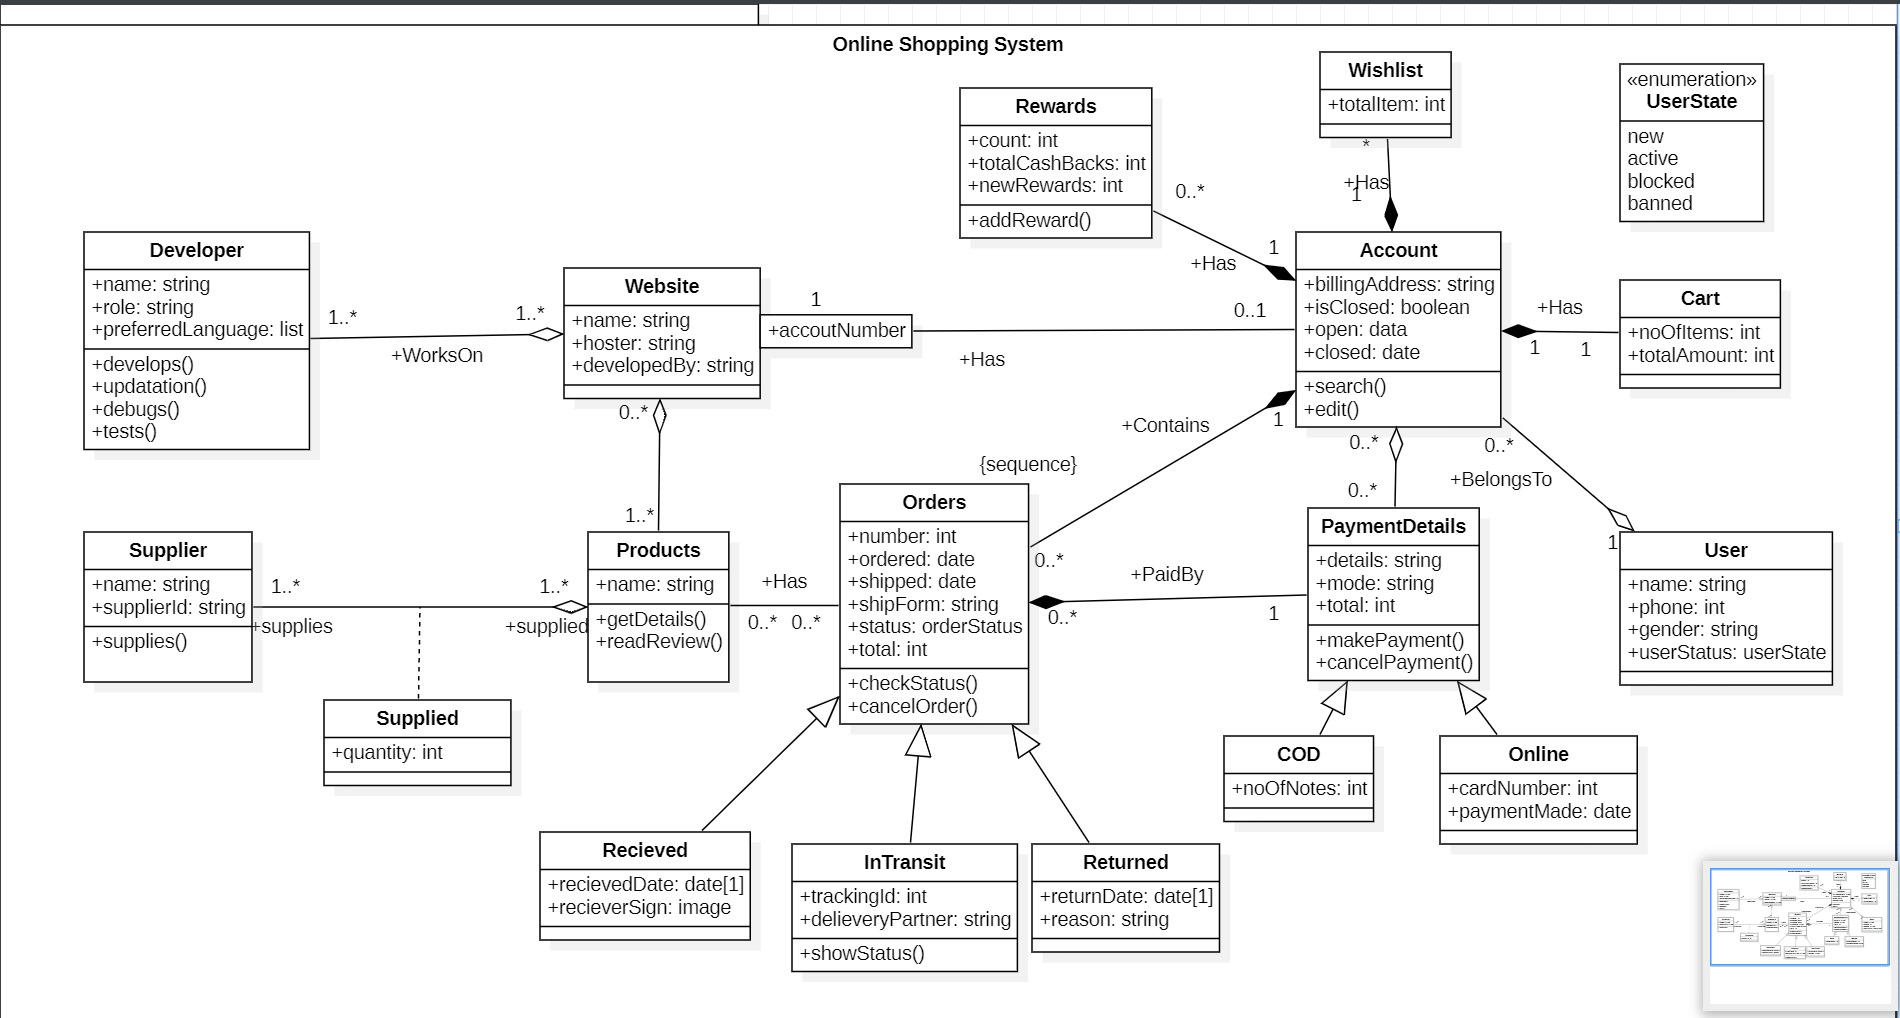 Online Shopping System
Wishlist
+totalItem: int
«enumeration»
UserState
new
active
blocked
banned
Rewards
+count: int
+totalCashBacks: int
+newRewards: int
+addReward()
*
+Has
1
0..*
1
+Has
Developer
+name: string
+role: string
+preferredLanguage: list
+develops()
+updatation()
+debugs()
+tests()
1..*
1..*
+WorksOn
Website
+name: string
+hoster: string
+developedBy: string
1
+accoutNumber
0..1
+Has
Account
+billingAddress: string
+isClosed: boolean
+open: data
+closed: date
+search()
+edit()
+Has
1
1
Cart
+noOfItems: int
+totalAmount: int
0..*
1..*
+Contains
1
{sequence}
0..*
0..*
0..*
0..*
+BelongsTo
1
Supplier
+name: string
+supplierId: string
+supplies()
1..*
1..*
+supplies
+supplied
Products
+name: string
+getDetails()
+readReview()
+Has
0..*
0..*
Orders
+number: int
+ordered: date
+shipped: date
+shipForm: string
+status: orderStatus
+total: int
+checkStatus()
+cancelOrder()
+PaidBy
0..*
1
PaymentDetails
+details: string
+mode: string
+total: int
+makePayment()
+cancelPayment()
User
+name: string
+phone: int
+gender: string
+userStatus: userState
Supplied
+quantity: int
COD
+noOfNotes: int
Online
+cardNumber: int
+paymentMade: date
Recieved
+recievedDate: date[1]
+recieverSign: image
InTransit
+trackingId: int
+delieveryPartner: string
+showStatus()
Returned
+returnDate: date[1]
+reason: string